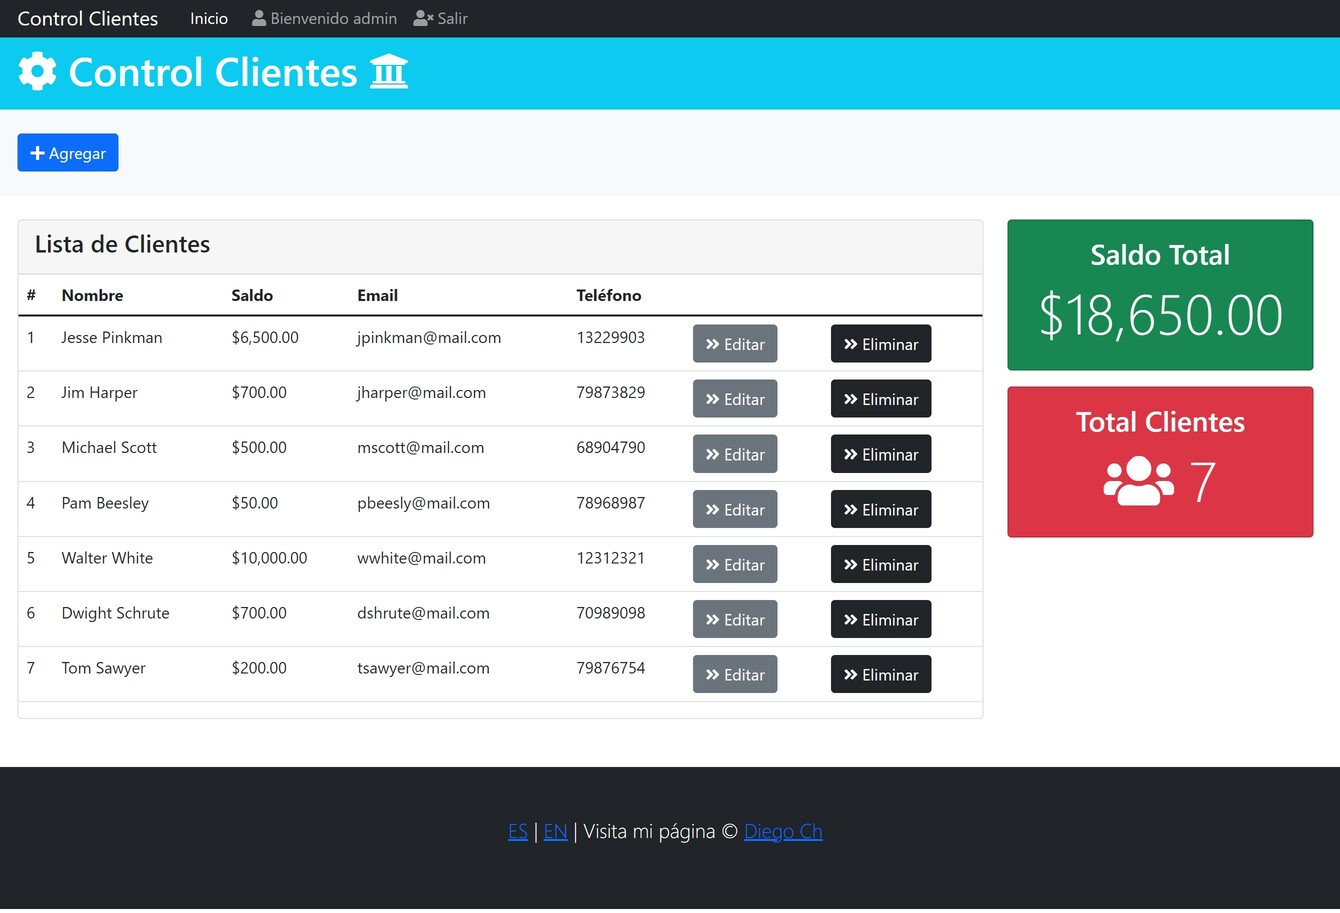 Control Clientes Inicio Bienvenido admin Salir
Control Clientes
Agregar
Lista de Clientes
# Nombre Saldo Email Teléfono
1 Jesse Pinkman $6,500.00 jpinkman@mail.com 13229903 Editar Eliminar
2 Jim Harper $700.00 jharper@mail.com 79873829 Editar Eliminar
3 Michael Scott $500.00 mscott@mail.com 68904790 Editar Eliminar
4 Pam Beesley $50.00 pbeesly@mail.com 78968987 Editar Eliminar
5 Walter White $10,000.00 wwhite@mail.com 12312321 Editar Eliminar
6 Dwight Schrute $700.00 dshrute@mail.com 70989098 Editar Eliminar
7 Tom Sawyer $200.00 tsawyer@mail.com 79876754 Editar Eliminar
Saldo Total
$18,650.00
Total Clientes
7
ES | EN | Visita mi página © Diego Ch